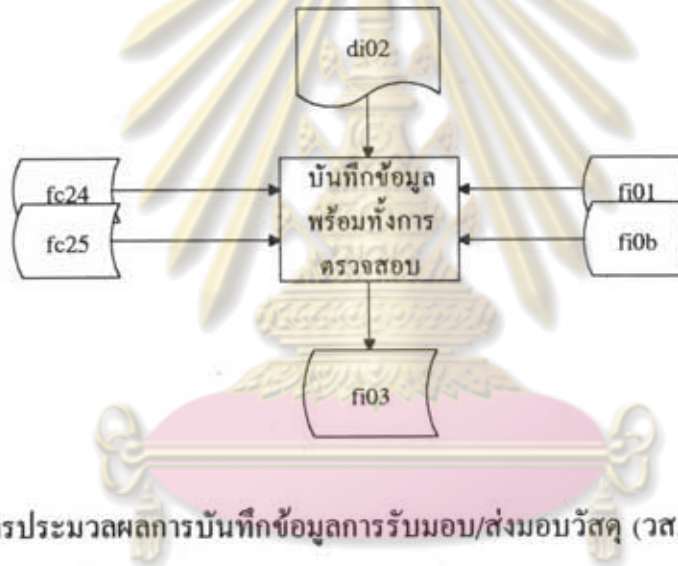 di02
fc24
บันทึกข้อมูล
พร้อมทั้งการ
ตรวจสอบ
fi01
fc25
fi0b
fi03
รประมวลผลการบันทึกข้อมูลการรับมอบ/ส่งมอบวัสดุ (วส.